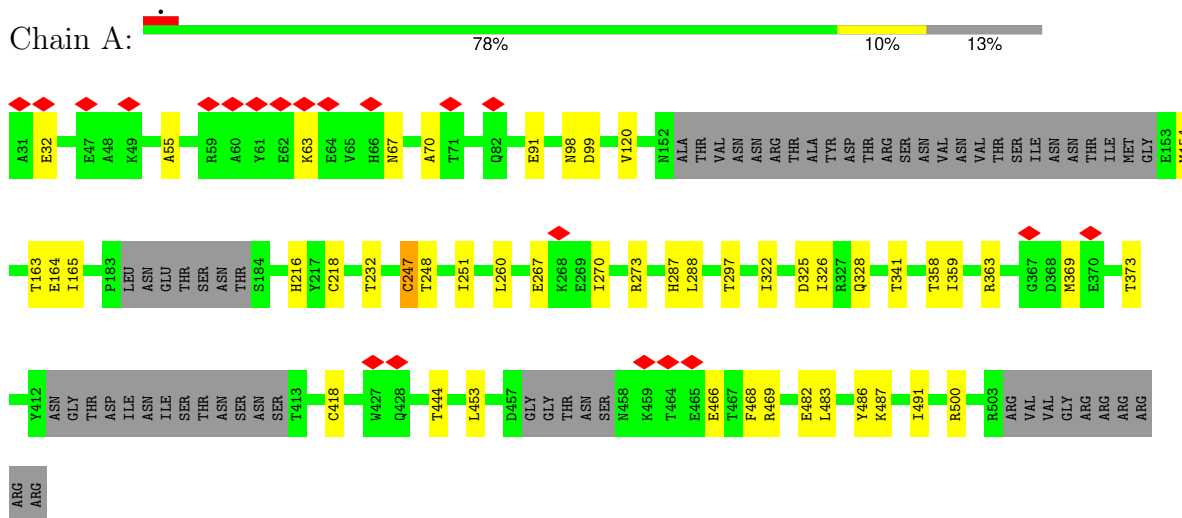 Chain A:
78% 10% 13%
A31 E32 E47 A48 K49 A55 R59 A60 Y61 E62 K63 E64 V65 H66 N67 A70 T71 Q82 E91 N98 D99 V120 N152 ALA THR VAL ASN ASN ARG THR ALA TYR ASP THR ARG SER ASN VAL ASN VAL THR SER ILE ASN ASN THR ILE MET GLY E153
T163 E164 I165 P183 LEU ASN GLU THR SER ASN THR S184 H216 Y217 C218 T232 C247 T248 I251 L260 E267 K268 E269 I270 R273 H287 L288 T297 I322 D325 I326 R327 Q328 T341 T358 I359 R363 G367 D368 M369 E370 T373
Y412 ASN GLY THR ASP ILE ASN ILE SER THR ASN SER ASN SER T413 C418 W427 Q428 T444 L453 D457 GLY GLY THR ASN SER N458 K459 T464 E465 E466 T467 F468 R469 E482 L483 Y486 K487 I491 R500 R503 ARG VAL VAL GLY ARG ARG ARG ARG
ARG ARG